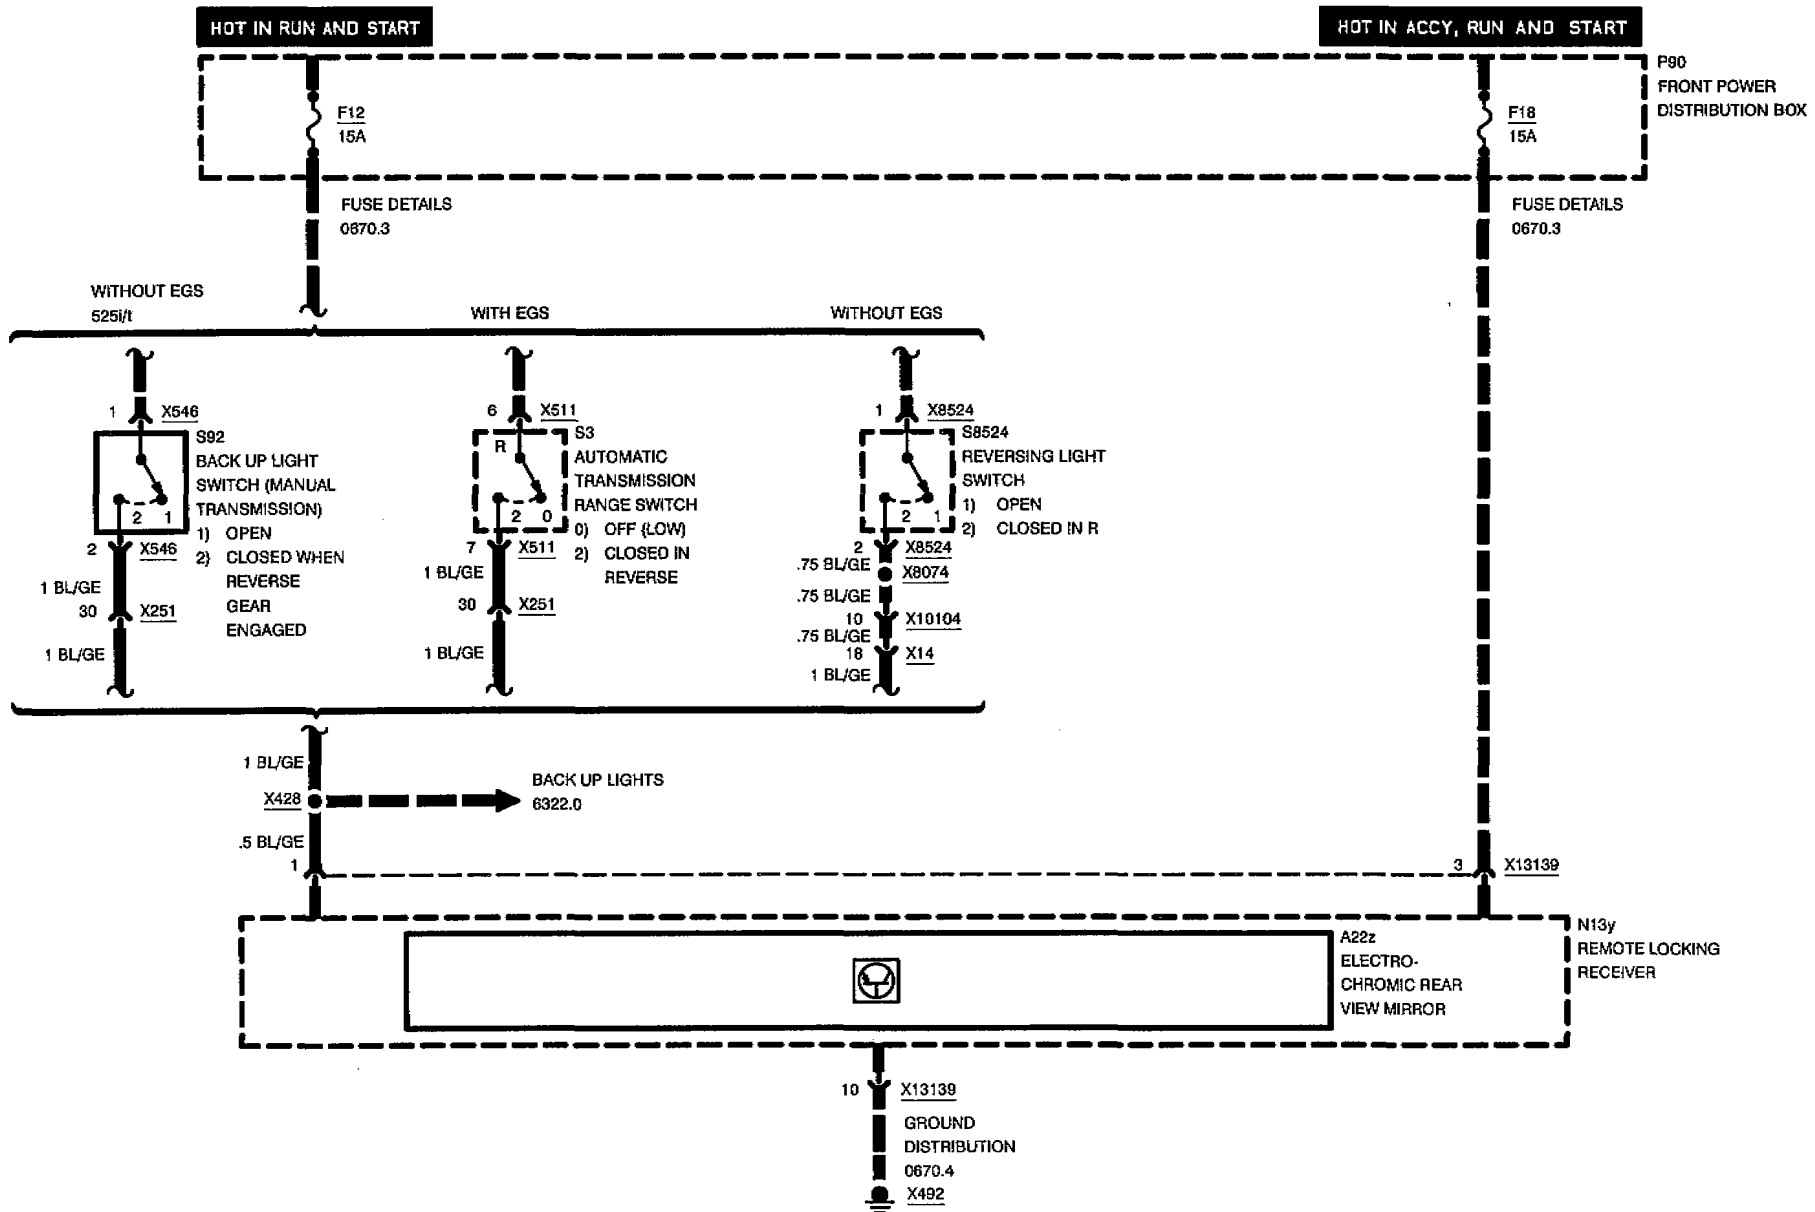 HOT IN RUN AND START
HOT IN ACCY, RUN AND START
P90
FRONT POWER
DISTRIBUTION BOX
F12
15A
F18
15A
FUSE DETAILS
0670.3
FUSE DETAILS
0670.3
WITHOUT EGS
525i/t
WITH EGS
WITHOUT EGS
1 X546
S92
BACK UP LIGHT
SWITCH (MANUAL
TRANSMISSION)
1) OPEN
2) CLOSED WHEN
REVERSE
GEAR
ENGAGED
2 1
2 X546
1 BL/GE
30 X251
1 BL/GE
6 X511
R
S3
AUTOMATIC
TRANSMISSION
RANGE SWITCH
0) OFF (LOW)
2) CLOSED IN
REVERSE
2 0
7 X511
1 BL/GE
30 X251
1 BL/GE
1 X8524
S8524
REVERSING LIGHT
SWITCH
1) OPEN
2) CLOSED IN R
2 1
2 X8524
.75 BL/GE
X8074
.75 BL/GE
10 X10104
.75 BL/GE
18 X14
1 BL/GE
1 BL/GE
X428
BACK UP LIGHTS
6322.0
.5 BL/GE
1
3 X13139
N13y
REMOTE LOCKING
RECEIVER
A22z
ELECTRO-
CHROMIC REAR
VIEW MIRROR
10 X13139
GROUND
DISTRIBUTION
0670.4
X492